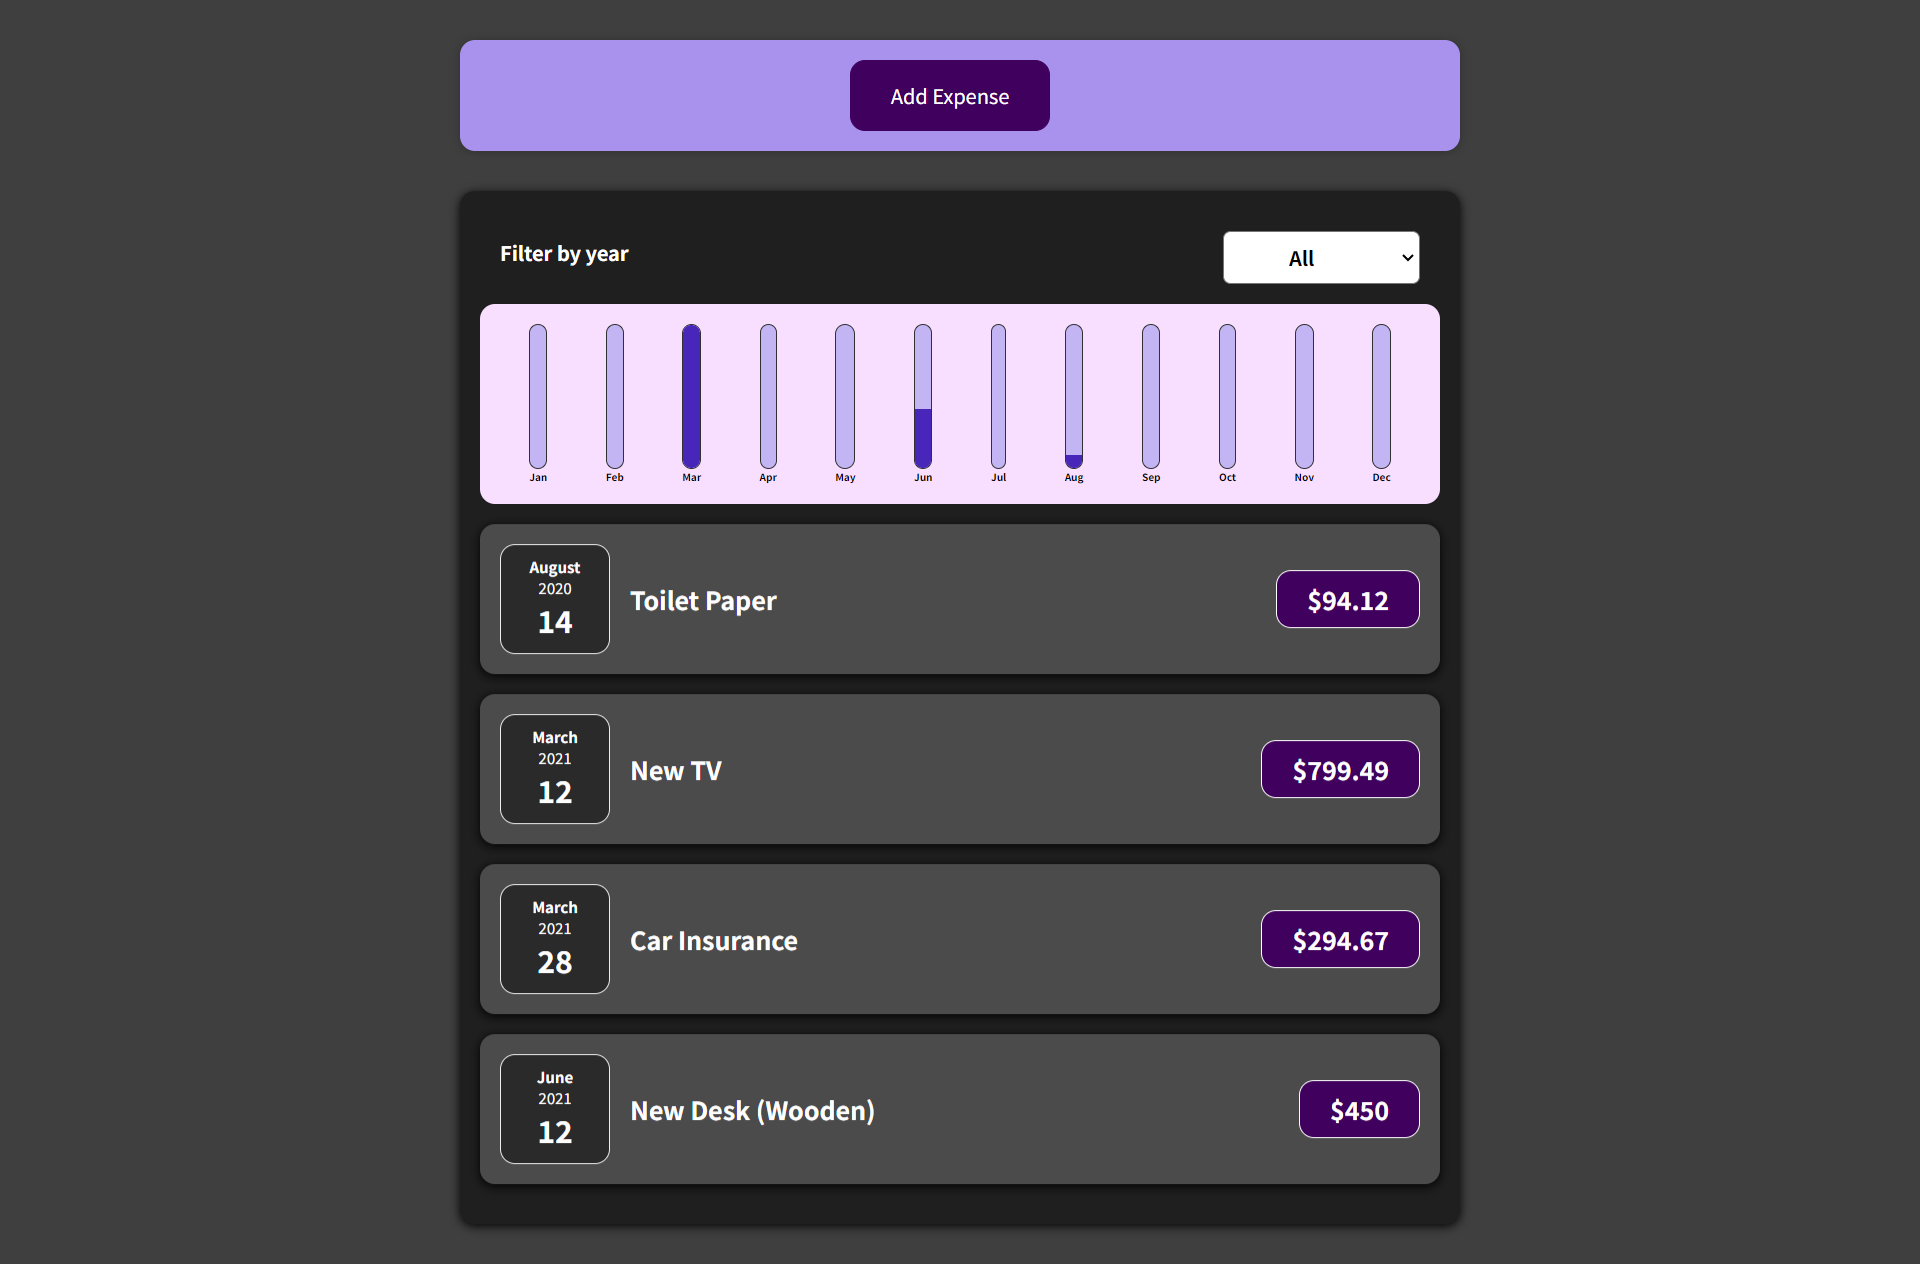 Add Expense
Filter by year
All
Jan Feb Mar Apr May Jun Jul Aug Sep Oct Nov Dec
August
2020
14
Toilet Paper
$94.12
March
2021
12
New TV
$799.49
March
2021
28
Car Insurance
$294.67
June
2021
12
New Desk (Wooden)
$450